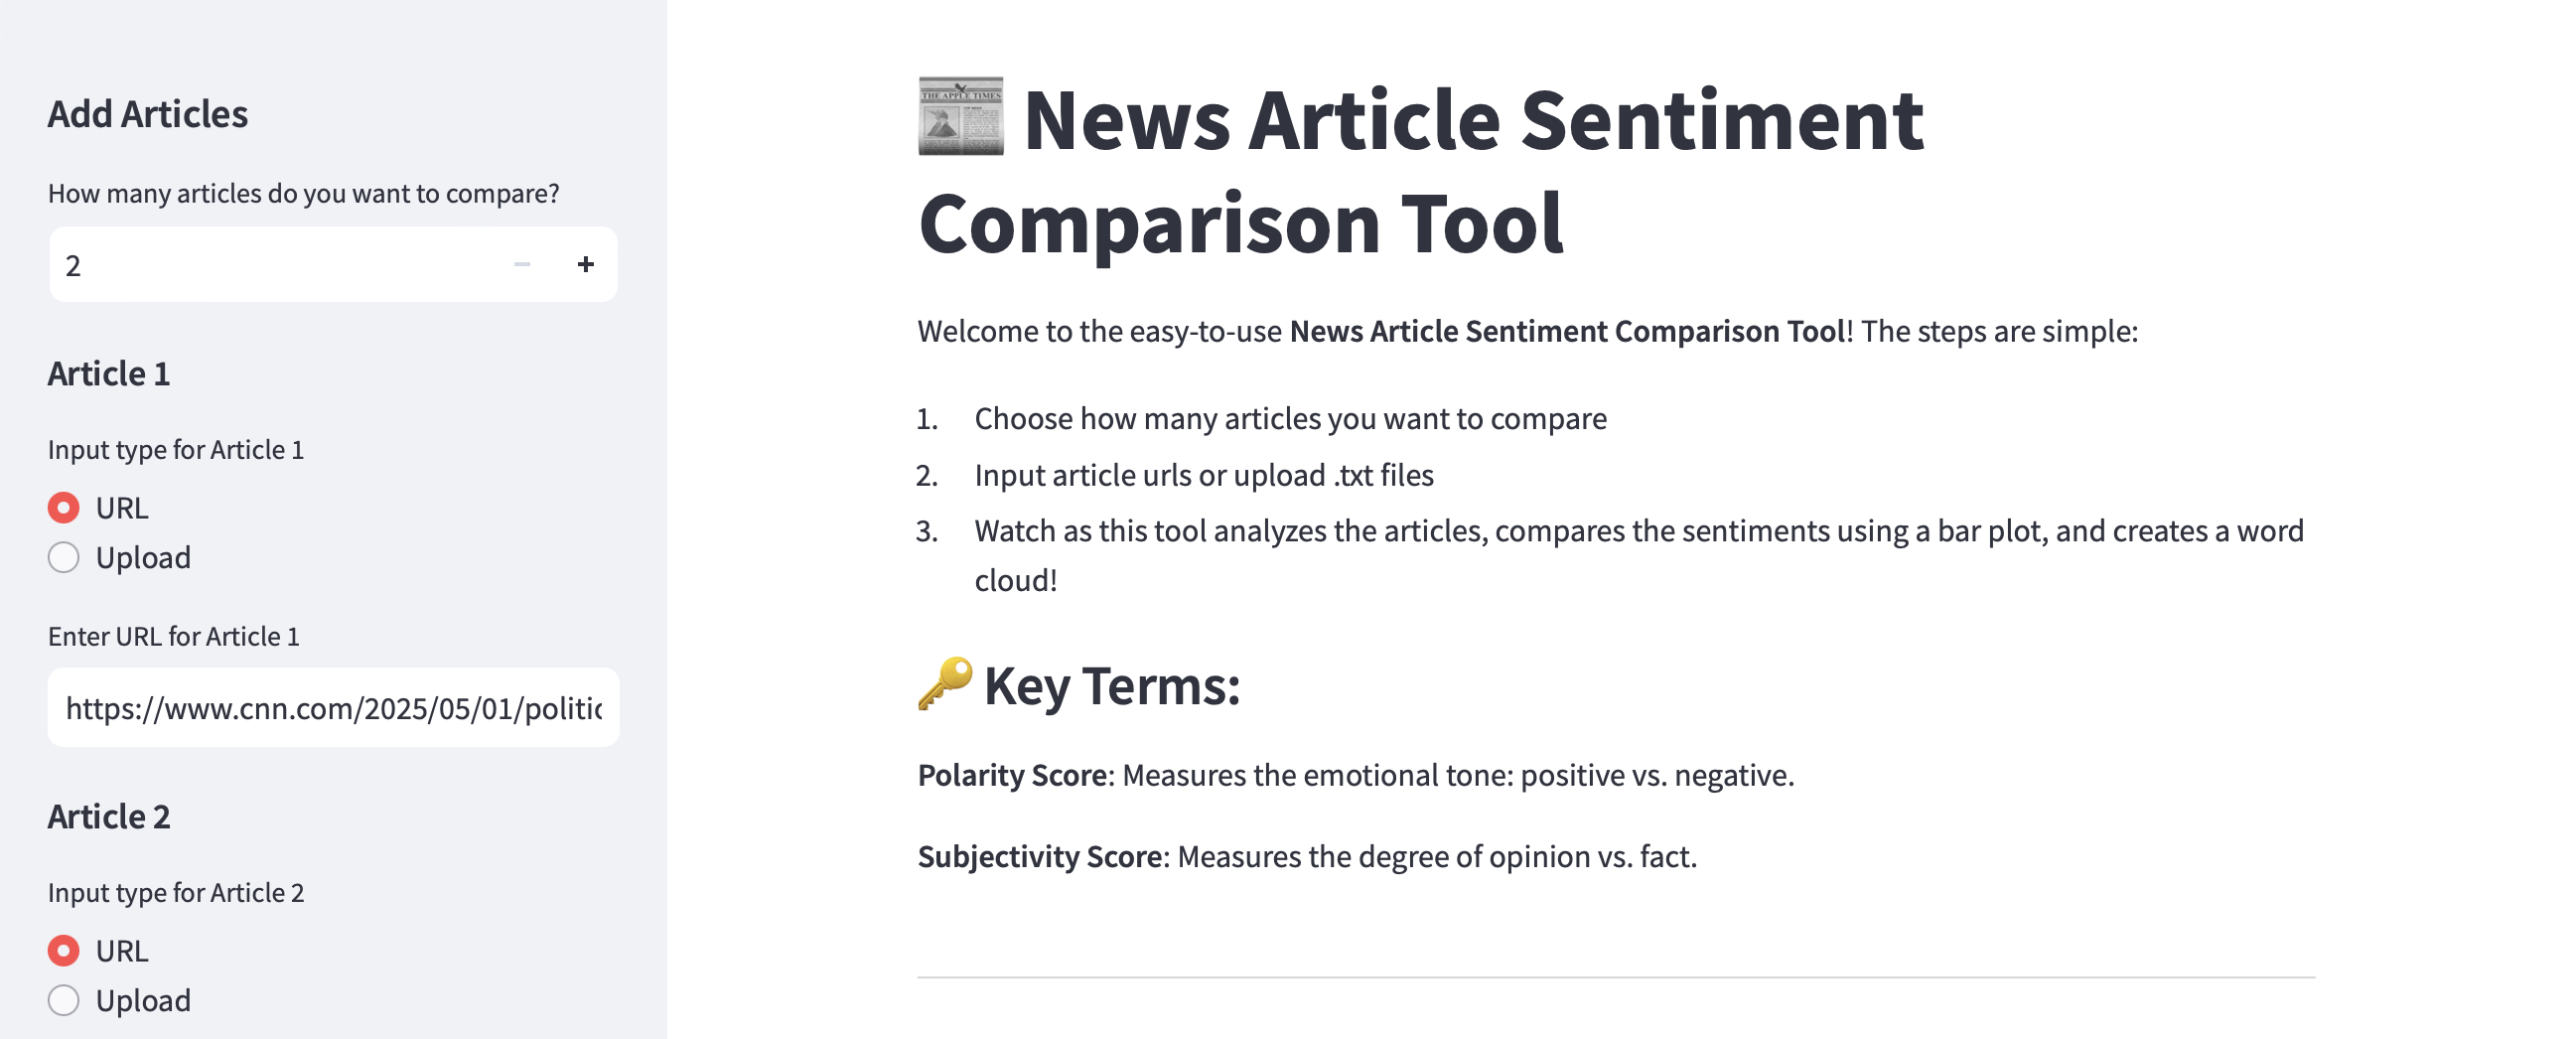 Add Articles
How many articles do you want to compare?
2
Article 1
Input type for Article 1
URL
Upload
Enter URL for Article 1
https://www.cnn.com/2025/05/01/politic
Article 2
Input type for Article 2
URL
Upload
THE APPLE TIMES
News Article Sentiment
Comparison Tool
Welcome to the easy-to-use News Article Sentiment Comparison Tool! The steps are simple:
1. Choose how many articles you want to compare
2. Input article urls or upload .txt files
3. Watch as this tool analyzes the articles, compares the sentiments using a bar plot, and creates a word
cloud!
Key Terms:
Polarity Score: Measures the emotional tone: positive vs. negative.
Subjectivity Score: Measures the degree of opinion vs. fact.